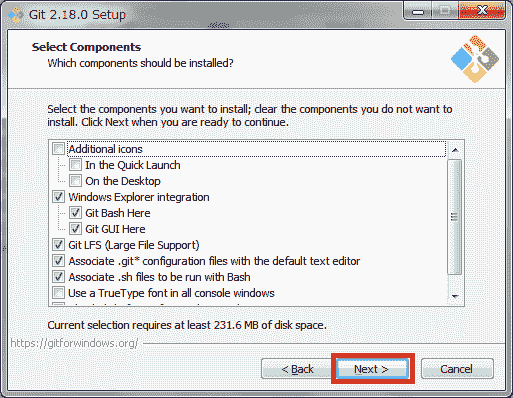 Git 2.18.0 Setup
Select Components
Which components should be installed?
Select the components you want to install; clear the components you do not want to
install. Click Next when you are ready to continue.
Additional icons
In the Quick Launch
On the Desktop
Windows Explorer integration
Git Bash Here
Git GUI Here
Git LFS (Large File Support)
Associate .git* configuration files with the default text editor
Associate .sh files to be run with Bash
Use a TrueType font in all console windows
Current selection requires at least 231.6 MB of disk space.
https://gitforwindows.org/
< Back
Next >
Cancel